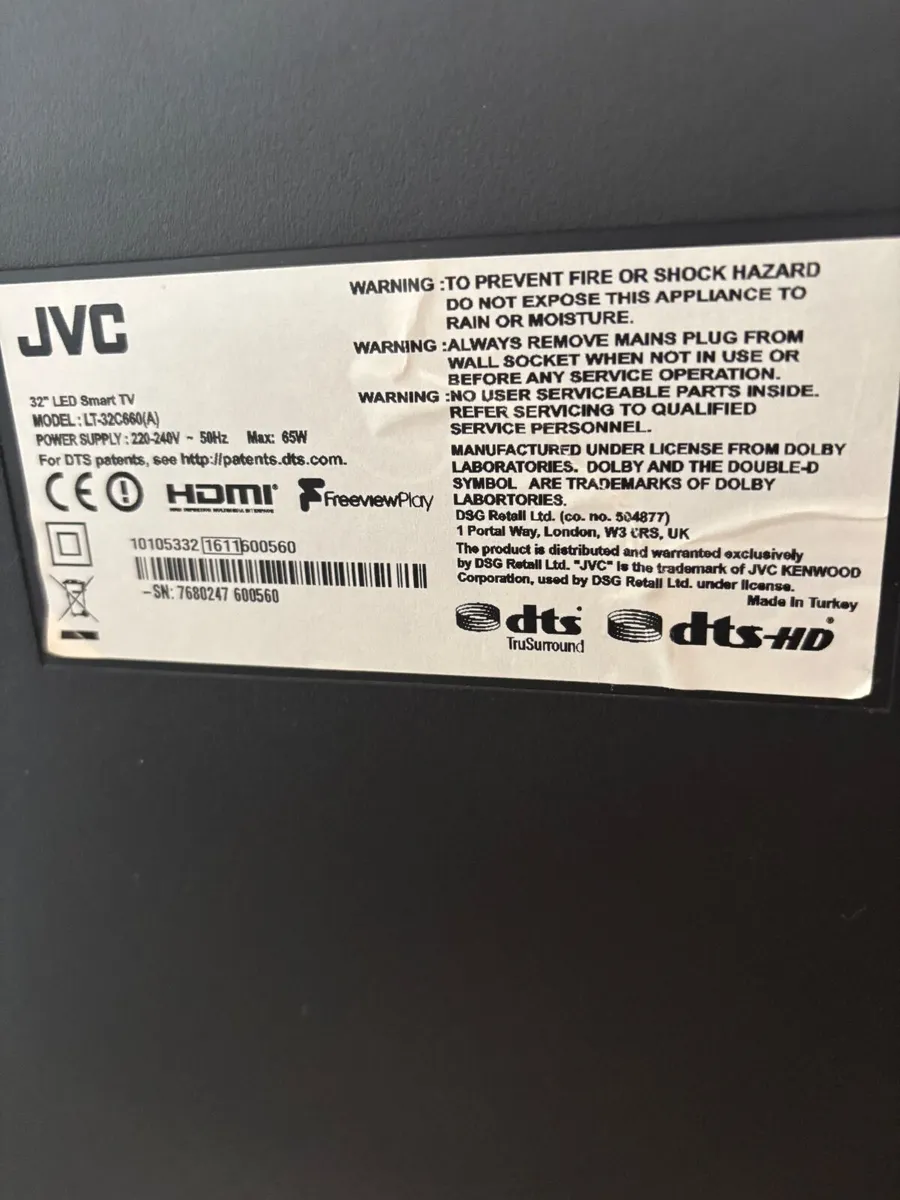 JVC
32" LED Smart TV
MODEL : LT-32C660(A)
POWER SUPPLY : 220-240V ~ 50Hz Max: 65W
For DTS patents, see http://patents.dts.com.
CE HDMI FreeviewPlay
10105332 1611 600560
SN: 7680247 600560
WARNING :TO PREVENT FIRE OR SHOCK HAZARD
DO NOT EXPOSE THIS APPLIANCE TO
RAIN OR MOISTURE.
WARNING :ALWAYS REMOVE MAINS PLUG FROM
WALL SOCKET WHEN NOT IN USE OR
BEFORE ANY SERVICE OPERATION.
WARNING :NO USER SERVICEABLE PARTS INSIDE.
REFER SERVICING TO QUALIFIED
SERVICE PERSONNEL.
MANUFACTURED UNDER LICENSE FROM DOLBY
LABORATORIES. DOLBY AND THE DOUBLE-D
SYMBOL ARE TRADEMARKS OF DOLBY
LABORTORIES.
DSG Retail Ltd. (co. no. 504877)
1 Portal Way, London, W3 6RS, UK
The product is distributed and warranted exclusively
by DSG Retail Ltd. "JVC" is the trademark of JVC KENWOOD
Corporation, used by DSG Retail Ltd. under license.
Made In Turkey
dts TruSurround
dts-HD®